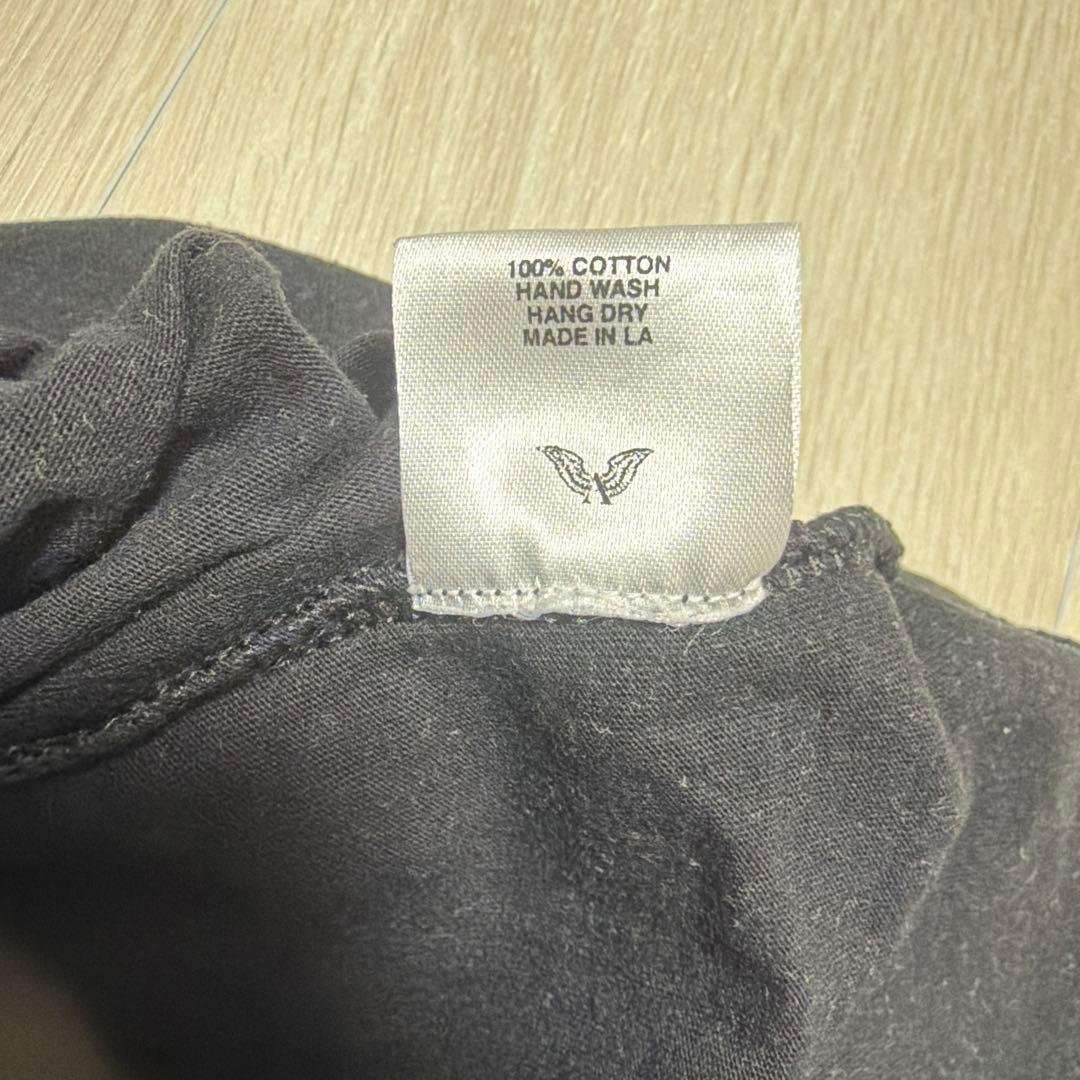 100% COTTON
HAND WASH
HANG DRY
MADE IN LA